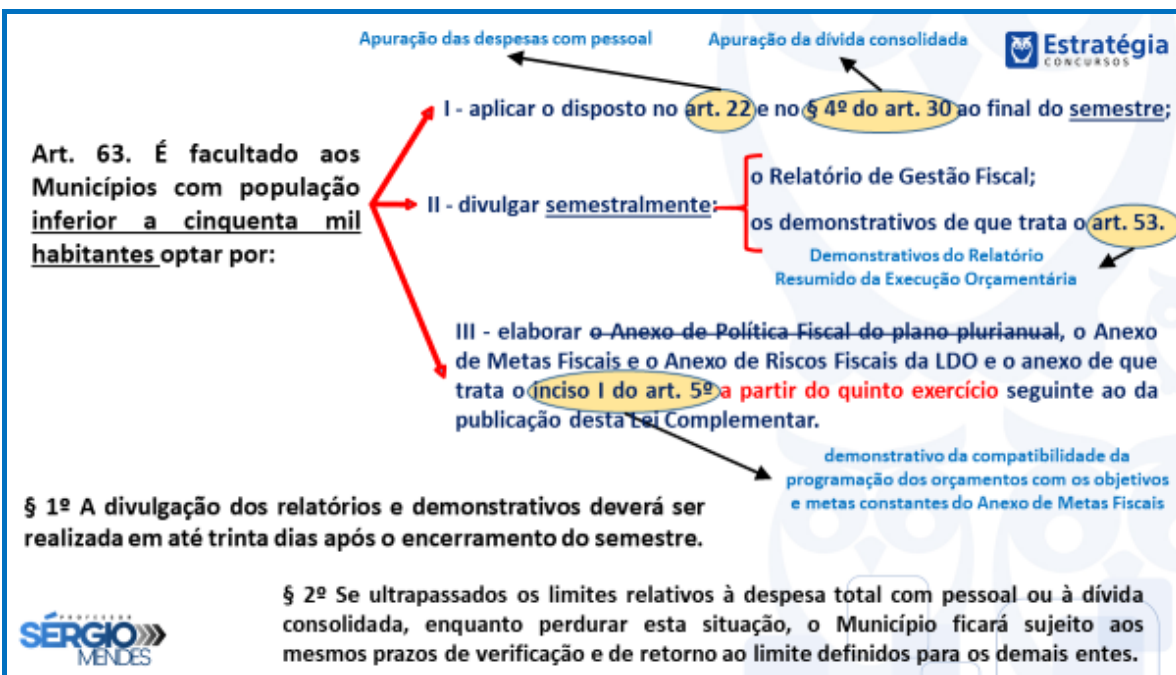 Apuração das despesas com pessoal
Apuração da dívida consolidada
Estratégia
CONCURSOS
I - aplicar o disposto no art. 22 e no § 4º do art. 30 ao final do semestre;
Art. 63. É facultado aos
Municípios com população
inferior a cinquenta mil
habitantes optar por:
II - divulgar semestralmente:
o Relatório de Gestão Fiscal;
os demonstrativos de que trata o art. 53.
Demonstrativos do Relatório
Resumido da Execução Orçamentária
III - elaborar o Anexo de Política Fiscal do plano plurianual, o Anexo
de Metas Fiscais e o Anexo de Riscos Fiscais da LDO e o anexo de que
trata o inciso I do art. 5º a partir do quinto exercício seguinte ao da
publicação desta Lei Complementar.
demonstrativo da compatibilidade da
programação dos orçamentos com os objetivos
e metas constantes do Anexo de Metas Fiscais
§ 1º A divulgação dos relatórios e demonstrativos deverá ser
realizada em até trinta dias após o encerramento do semestre.
§ 2º Se ultrapassados os limites relativos à despesa total com pessoal ou à dívida
consolidada, enquanto perdurar esta situação, o Município ficará sujeito aos
mesmos prazos de verificação e de retorno ao limite definidos para os demais entes.
PROFESSOR
SÉRGIO
MENDES